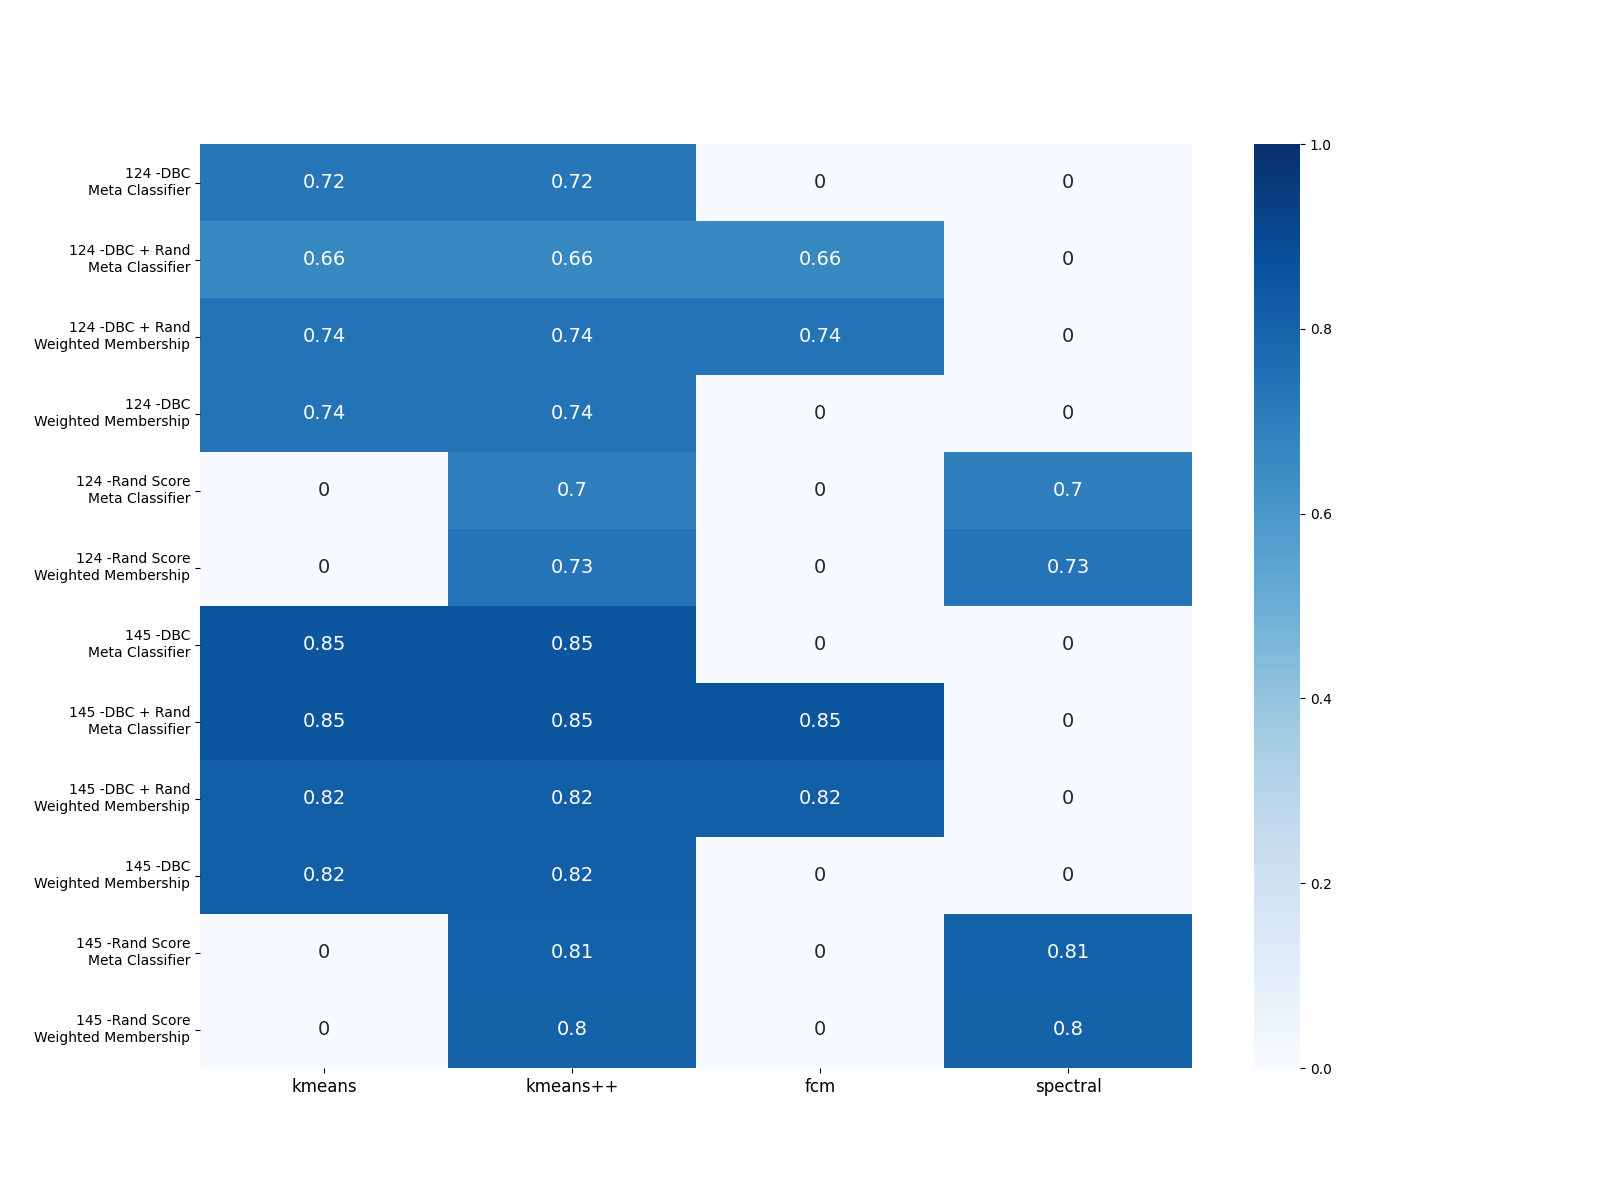 124 -DBC
Meta Classifier
0.72 0.72 0 0
124 -DBC + Rand
Meta Classifier
0.66 0.66 0.66 0
124 -DBC + Rand
Weighted Membership
0.74 0.74 0.74 0
124 -DBC
Weighted Membership
0.74 0.74 0 0
124 -Rand Score
Meta Classifier
0 0.7 0 0.7
124 -Rand Score
Weighted Membership
0 0.73 0 0.73
145 -DBC
Meta Classifier
0.85 0.85 0 0
145 -DBC + Rand
Meta Classifier
0.85 0.85 0.85 0
145 -DBC + Rand
Weighted Membership
0.82 0.82 0.82 0
145 -DBC
Weighted Membership
0.82 0.82 0 0
145 -Rand Score
Meta Classifier
0 0.81 0 0.81
145 -Rand Score
Weighted Membership
0 0.8 0 0.8
kmeans kmeans++ fcm spectral
1.0
0.8
0.6
0.4
0.2
0.0